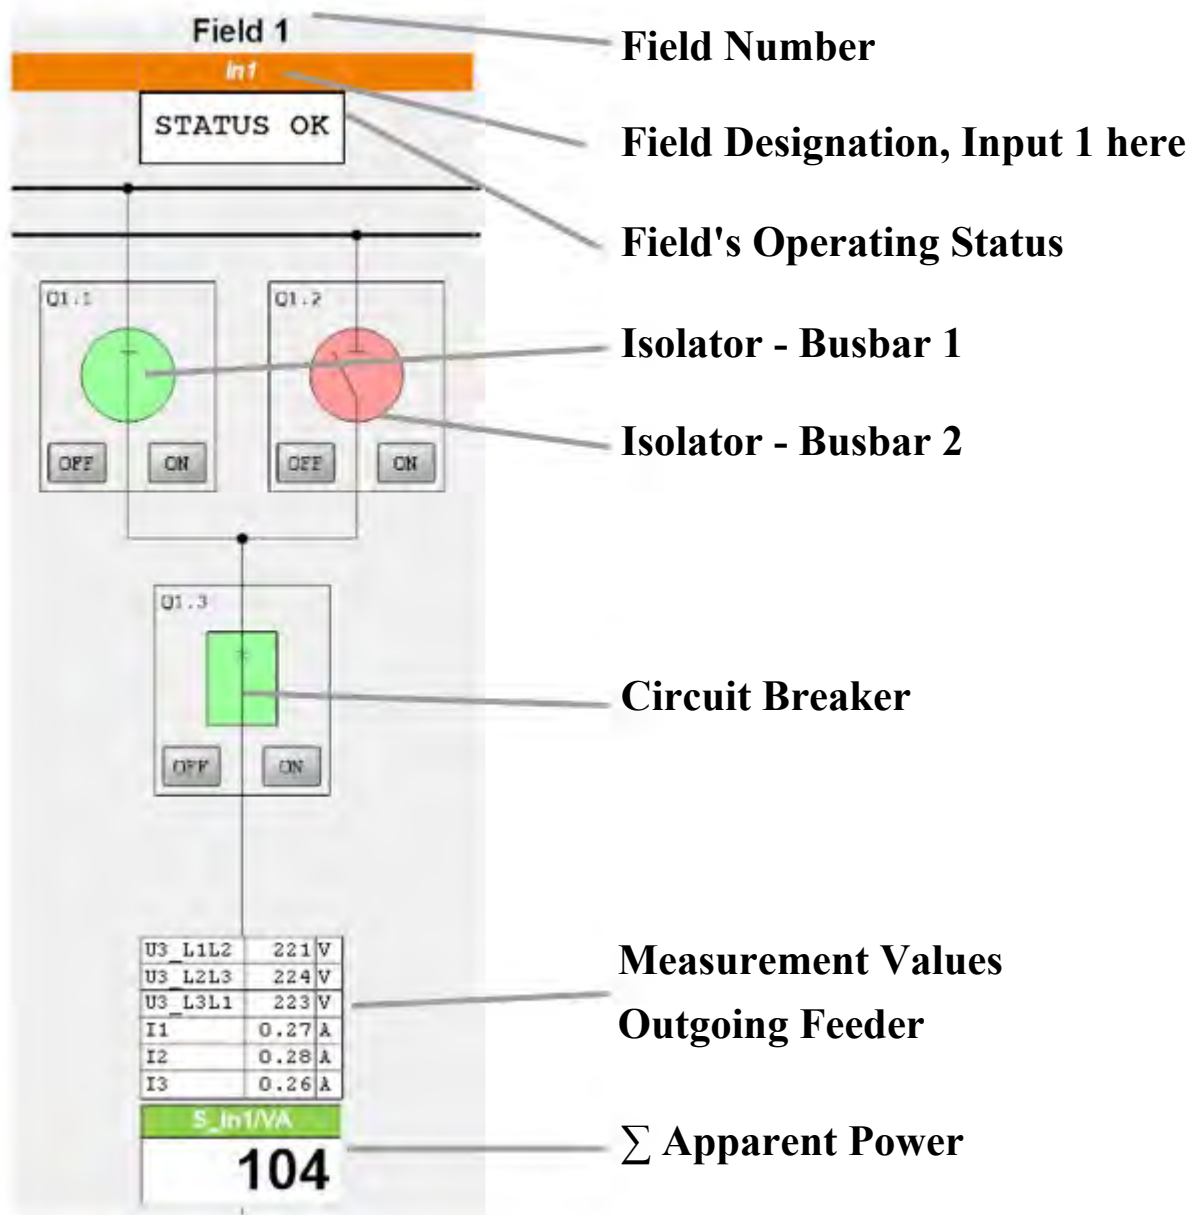 Field 1
Field Number
In1
Field Designation, Input 1 here
STATUS OK
Field's Operating Status
Q1.1
Q1.2
Isolator - Busbar 1
Isolator - Busbar 2
OFF ON
OFF ON
Q1.3
Circuit Breaker
OFF ON
U3_L1L2 221 V
U3_L2L3 224 V
U3_L3L1 223 V
I1 0.27 A
I2 0.28 A
I3 0.26 A
Measurement Values
Outgoing Feeder
S_In1/VA
104
∑ Apparent Power